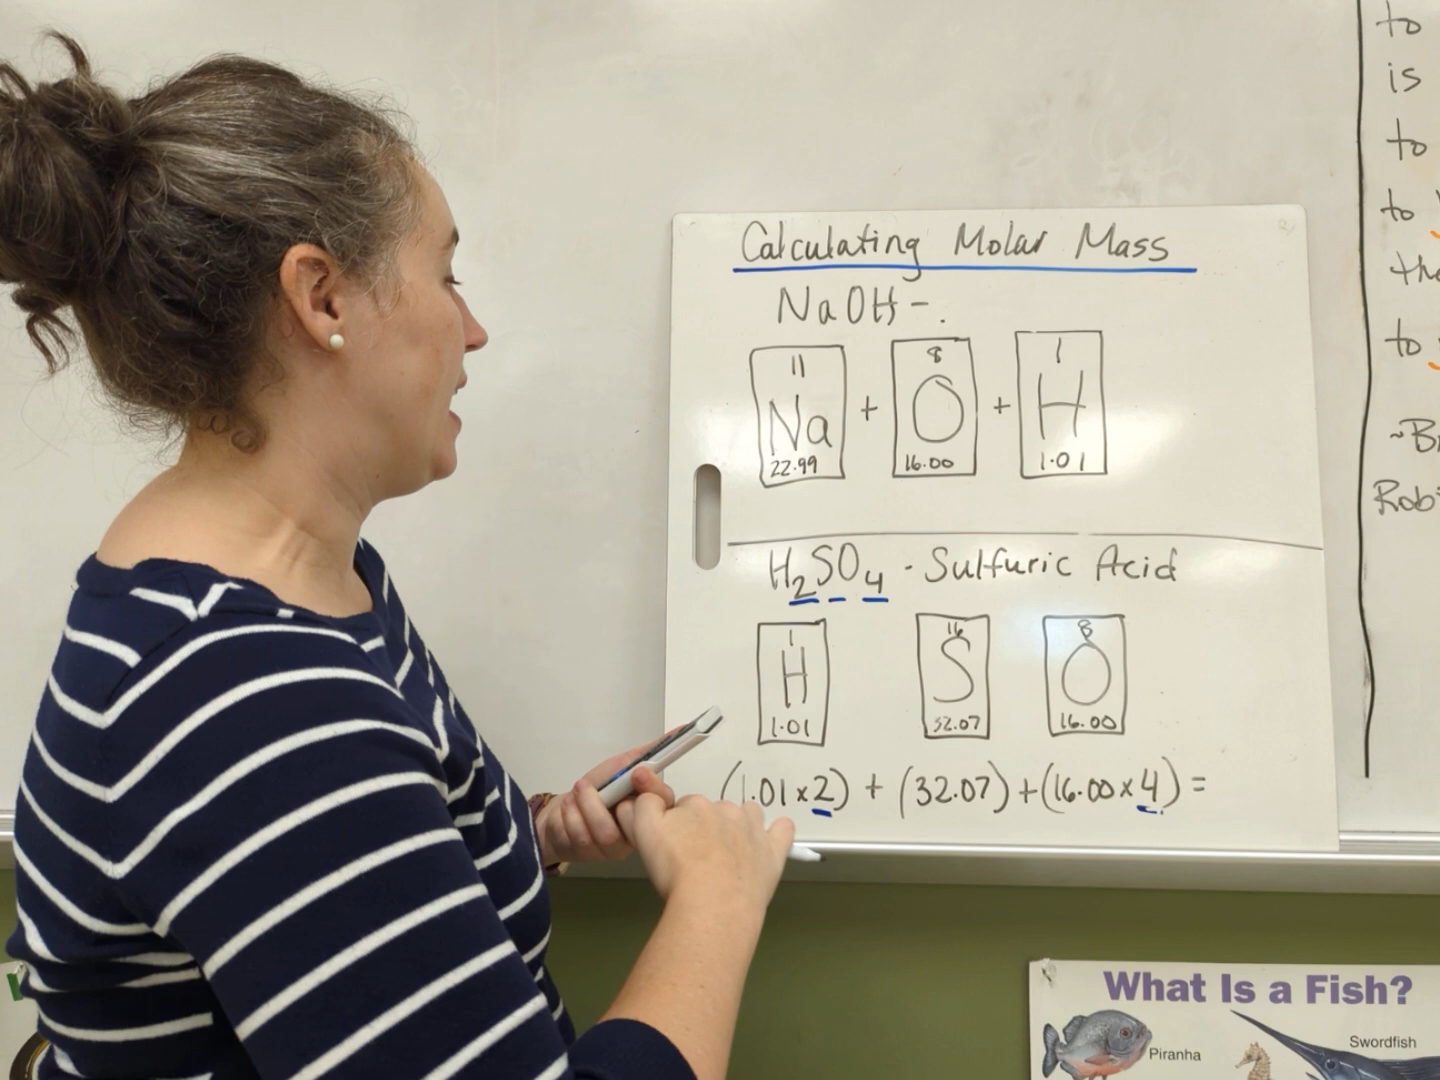 Calculating Molar Mass
NaOH -.
11 8 1
Na + O + H
22.99 16.00 1.01
H2SO4 - Sulfuric Acid
1 16 8
H S O
1.01 32.07 16.00
(1.01 x 2) + (32.07) + (16.00 x 4) =
to
is
to
to
to
What Is a Fish?
Piranha
Swordfish